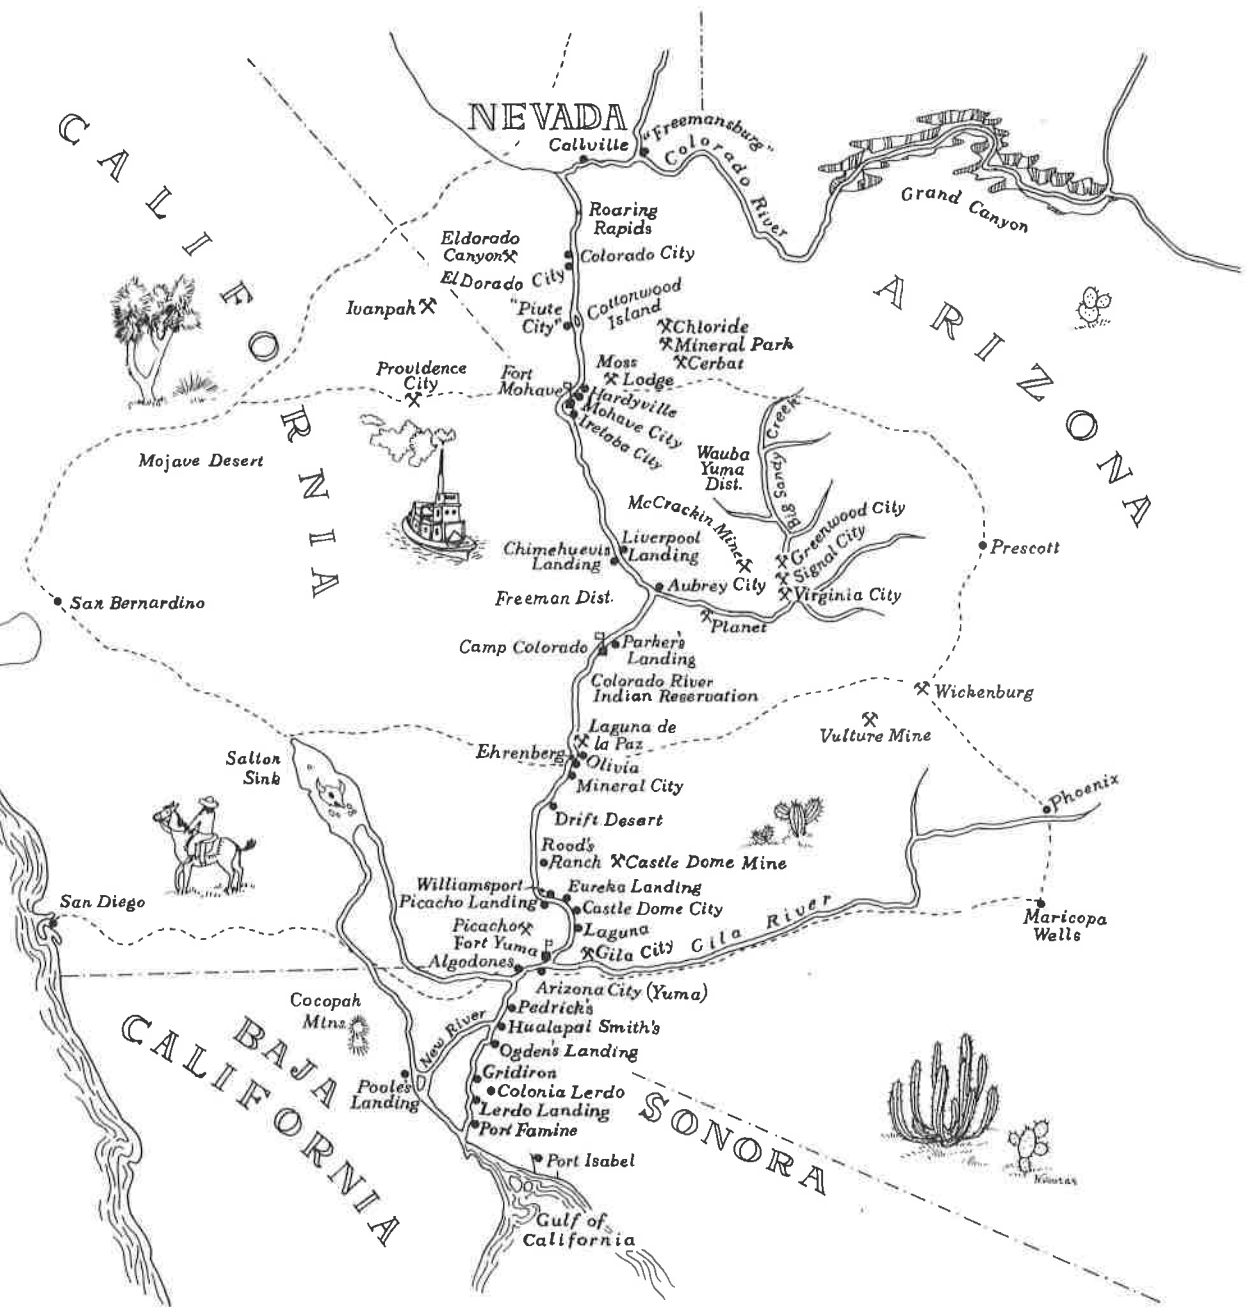 CALIFORNIA
NEVADA
Callville
"Freemansburg"
Colorado River
Grand Canyon
ARIZONA
Roaring
Rapids
Eldorado
Canyon
Colorado City
El Dorado City
Ivanpah
"Piute
City"
Cottonwood
Island
Chloride
Mineral Park
Cerbat
Moss
Lodge
Providence
City
Fort
Mohave
Hardyville
Mohave City
Iretaba City
Mojave Desert
Wauba
Yuma
Dist.
Big Sandy Creek
McCrackin Mine
Greenwood City
Signal City
Virginia City
Prescott
Liverpool
Landing
Chimehuevis
Landing
Aubrey City
Freeman Dist.
Planet
San Bernardino
Camp Colorado
Parker's
Landing
Colorado River
Indian Reservation
Wickenburg
Vulture Mine
Laguna de
la Paz
Ehrenberg
Olivia
Mineral City
Salton
Sink
Drift Desert
Phoenix
Rood's
Ranch
Castle Dome Mine
Williamsport
Picacho Landing
Eureka Landing
Castle Dome City
San Diego
Picacho
Laguna
Fort Yuma
Gila City
Gila River
Maricopa
Wells
Algodones
Arizona City (Yuma)
Cocopah
Mtns.
Pedrick's
New River
Hualapai Smith's
Ogden's Landing
Gridiron
Poole's
Landing
Colonia Lerdo
Lerdo Landing
Port Famine
BAJA
CALIFORNIA
SONORA
Port Isabel
Gulf of
California